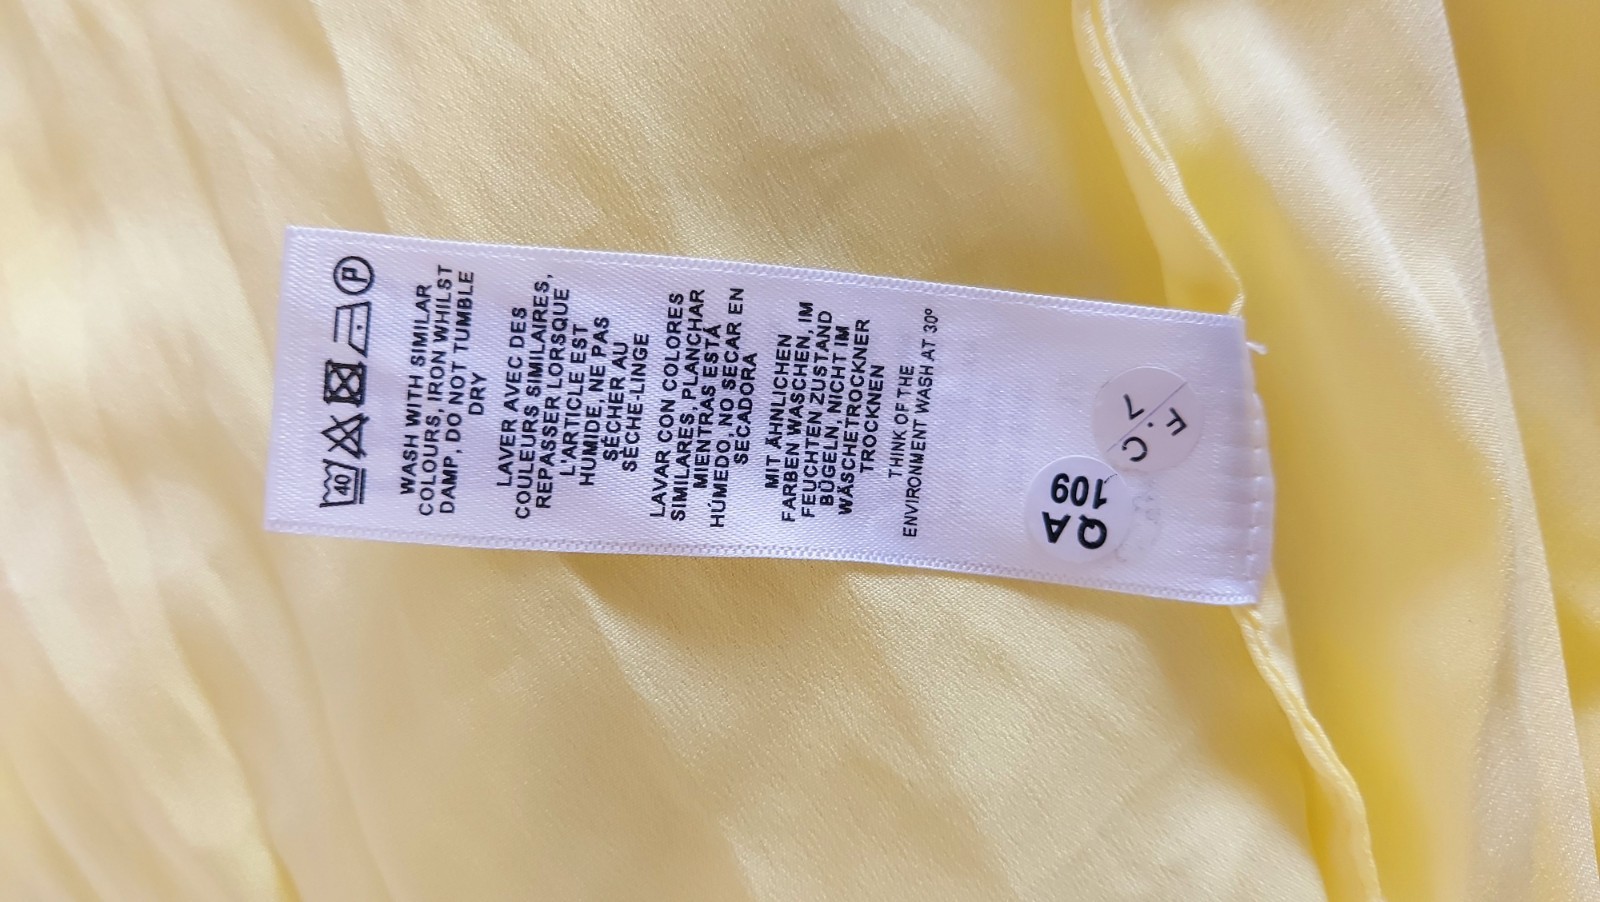 40 P
WASH WITH SIMILAR
COLOURS, IRON WHILST
DAMP, DO NOT TUMBLE
DRY
LAVER AVEC DES
COULEURS SIMILAIRES,
REPASSER LORSQUE
L'ARTICLE EST
HUMIDE, NE PAS
SÉCHER AU
SÈCHE-LINGE
LAVAR CON COLORES
SIMILARES, PLANCHAR
MIENTRAS ESTÁ
HÚMEDO, NO SECAR EN
SECADORA
MIT ÄHNLICHEN
FARBEN WASCHEN, IM
FEUCHTEN ZUSTAND
BÜGELN, NICHT IM
WÄSCHETROCKNER
TROCKNEN
THINK OF THE
ENVIRONMENT WASH AT 30º
QA
109